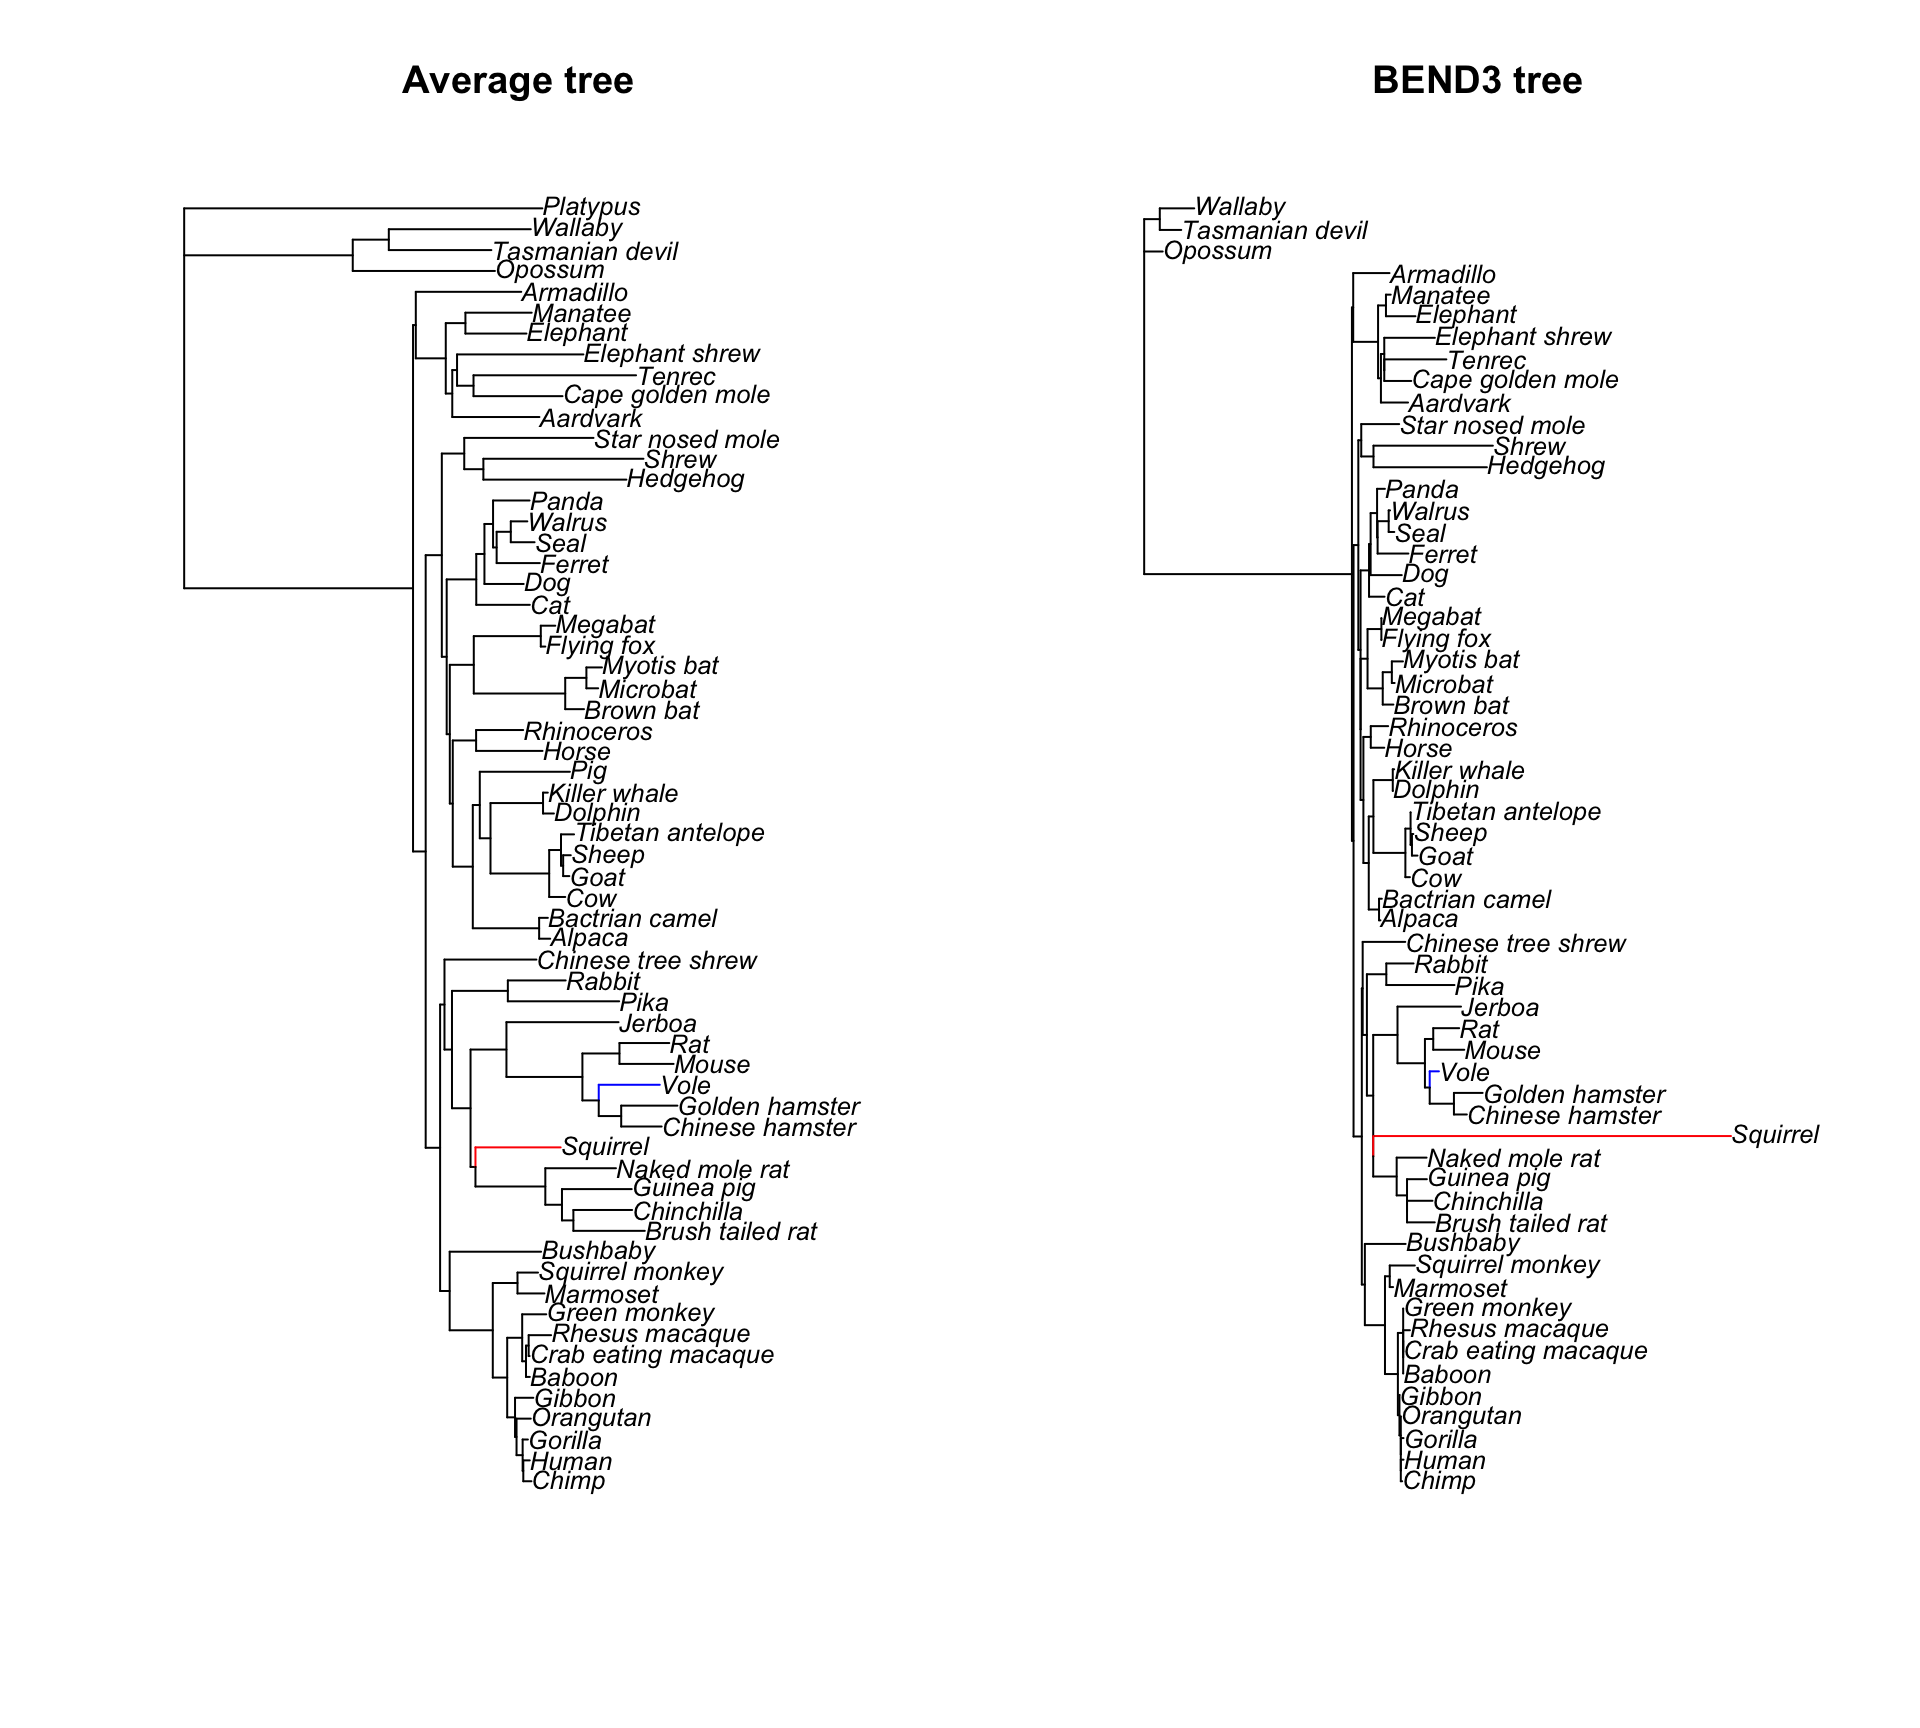 Average tree
Platypus
Wallaby
Tasmanian devil
Opossum
Armadillo
Manatee
Elephant
Elephant shrew
Tenrec
Cape golden mole
Aardvark
Star nosed mole
Shrew
Hedgehog
Panda
Walrus
Seal
Ferret
Dog
Cat
Megabat
Flying fox
Myotis bat
Microbat
Brown bat
Rhinoceros
Horse
Pig
Killer whale
Dolphin
Tibetan antelope
Sheep
Goat
Cow
Bactrian camel
Alpaca
Chinese tree shrew
Rabbit
Pika
Jerboa
Rat
Mouse
Vole
Golden hamster
Chinese hamster
Squirrel
Naked mole rat
Guinea pig
Chinchilla
Brush tailed rat
Bushbaby
Squirrel monkey
Marmoset
Green monkey
Rhesus macaque
Crab eating macaque
Baboon
Gibbon
Orangutan
Gorilla
Human
Chimp
BEND3 tree
Wallaby
Tasmanian devil
Opossum
Armadillo
Manatee
Elephant
Elephant shrew
Tenrec
Cape golden mole
Aardvark
Star nosed mole
Shrew
Hedgehog
Panda
Walrus
Seal
Ferret
Dog
Cat
Megabat
Flying fox
Myotis bat
Microbat
Brown bat
Rhinoceros
Horse
Killer whale
Dolphin
Tibetan antelope
Sheep
Goat
Cow
Bactrian camel
Alpaca
Chinese tree shrew
Rabbit
Pika
Jerboa
Rat
Mouse
Vole
Golden hamster
Chinese hamster
Squirrel
Naked mole rat
Guinea pig
Chinchilla
Brush tailed rat
Bushbaby
Squirrel monkey
Marmoset
Green monkey
Rhesus macaque
Crab eating macaque
Baboon
Gibbon
Orangutan
Gorilla
Human
Chimp